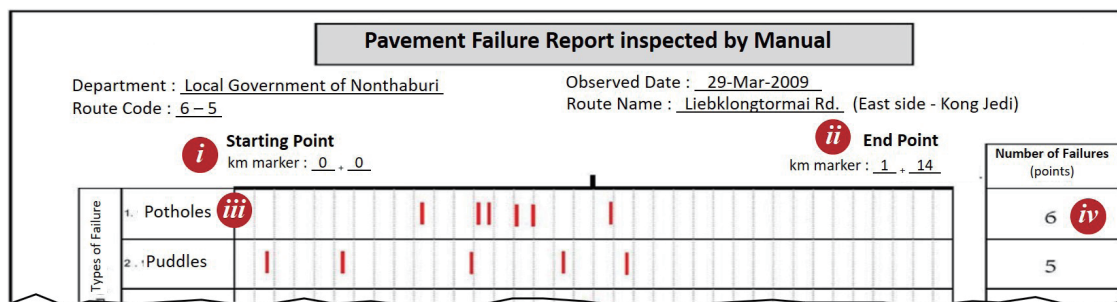 Pavement Failure Report inspected by Manual
Department : Local Government of Nonthaburi
Observed Date : 29-Mar-2009
Route Code : 6 – 5
Route Name : Liebklongtormai Rd. (East side - Kong Jedi)
i Starting Point
km marker : 0 + 0
ii End Point
km marker : 1 + 14
Number of Failures
(points)
Types of Failure
1. Potholes iii
6 iv
2. Puddles
5